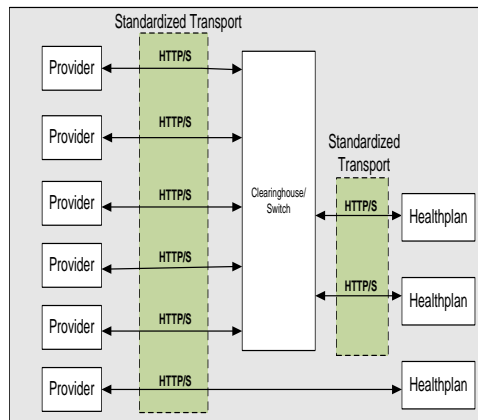 Standardized Transport
Provider
HTTP/S
Provider
HTTP/S
Provider
HTTP/S
Provider
HTTP/S
Provider
HTTP/S
Provider
HTTP/S
Clearinghouse/
Switch
Standardized
Transport
HTTP/S
Healthplan
HTTP/S
Healthplan
Healthplan